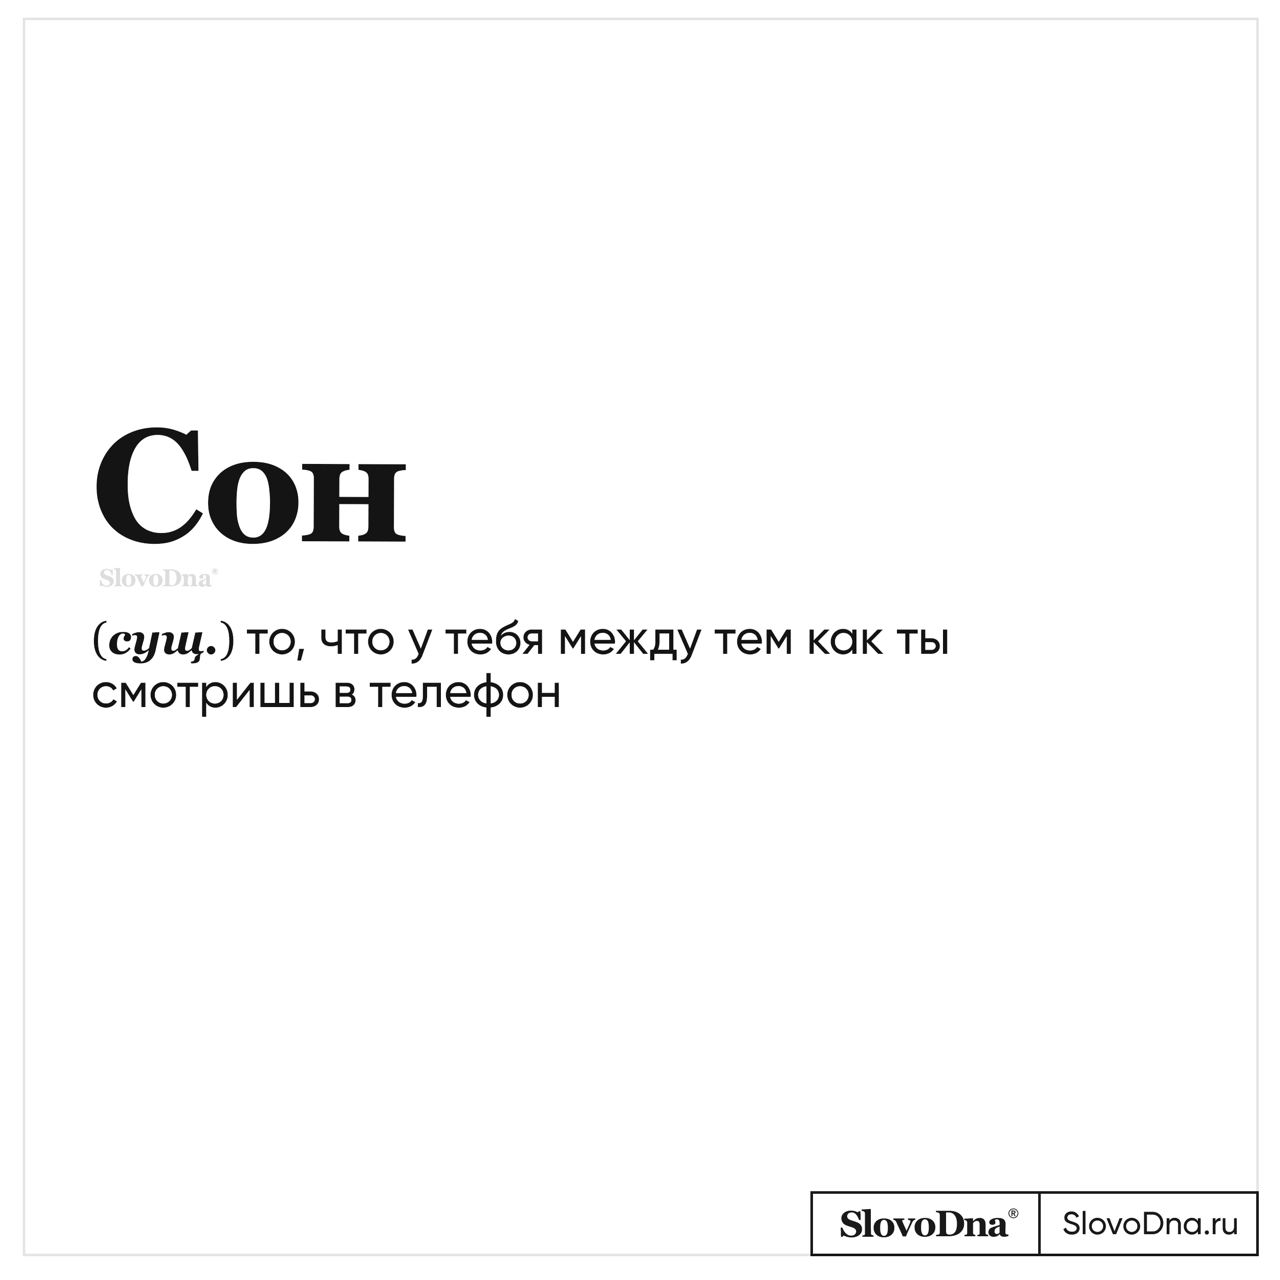 Сон
SlovoDna®
(сущ.) то, что у тебя между тем как ты
смотришь в телефон
SlovoDna® SlovoDna.ru